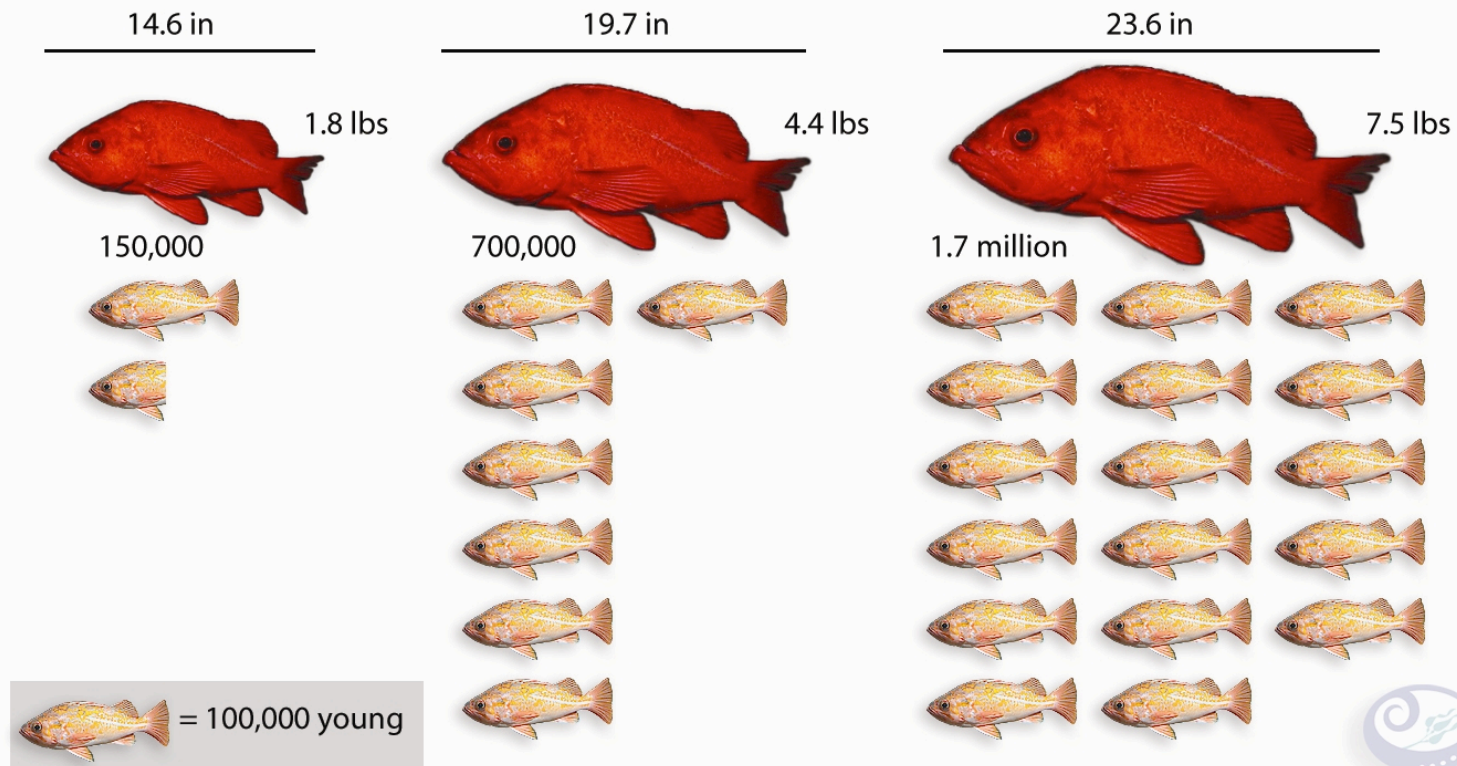 14.6 in
19.7 in
23.6 in
1.8 lbs
4.4 lbs
7.5 lbs
150,000
700,000
1.7 million
= 100,000 young